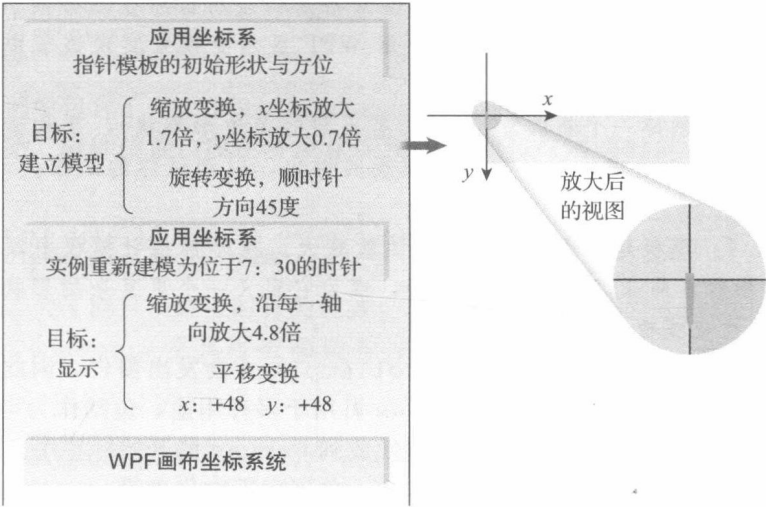 应用坐标系
指针模板的初始形状与方位
目标：
建立模型
缩放变换，x坐标放大
1.7倍，y坐标放大0.7倍
旋转变换，顺时针
方向45度
应用坐标系
实例重新建模为位于7：30的时针
目标：
显示
缩放变换，沿每一轴
向放大4.8倍
平移变换
x：+48 y：+48
WPF画布坐标系统
x
y
放大后
的视图